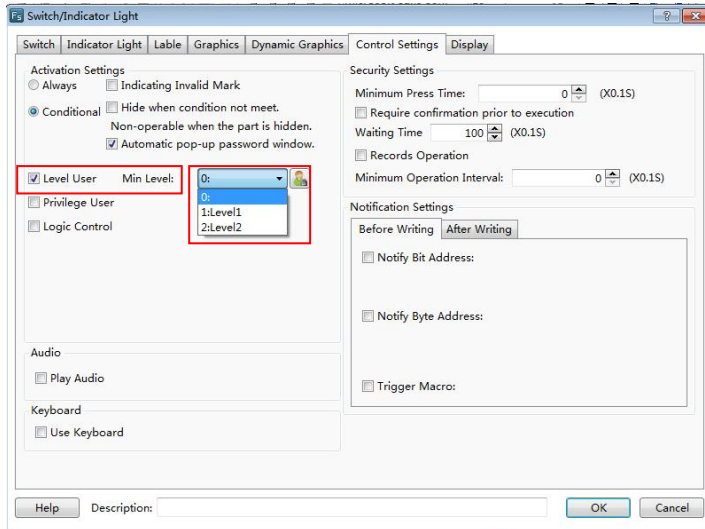 Switch/Indicator Light
Switch Indicator Light Lable Graphics Dynamic Graphics Control Settings Display
Activation Settings
Always Indicating Invalid Mark
Conditional Hide when condition not meet.
Non-operable when the part is hidden.
Automatic pop-up password window.
Level User Min Level: 0:
0:
1:Level1
2:Level2
Privilege User
Logic Control
Audio
Play Audio
Keyboard
Use Keyboard
Security Settings
Minimum Press Time: 0 (X0.1S)
Require confirmation prior to execution
Waiting Time 100 (X0.1S)
Records Operation
Minimum Operation Interval: 0 (X0.1S)
Notification Settings
Before Writing After Writing
Notify Bit Address:
Notify Byte Address:
Trigger Macro:
Help Description: OK Cancel